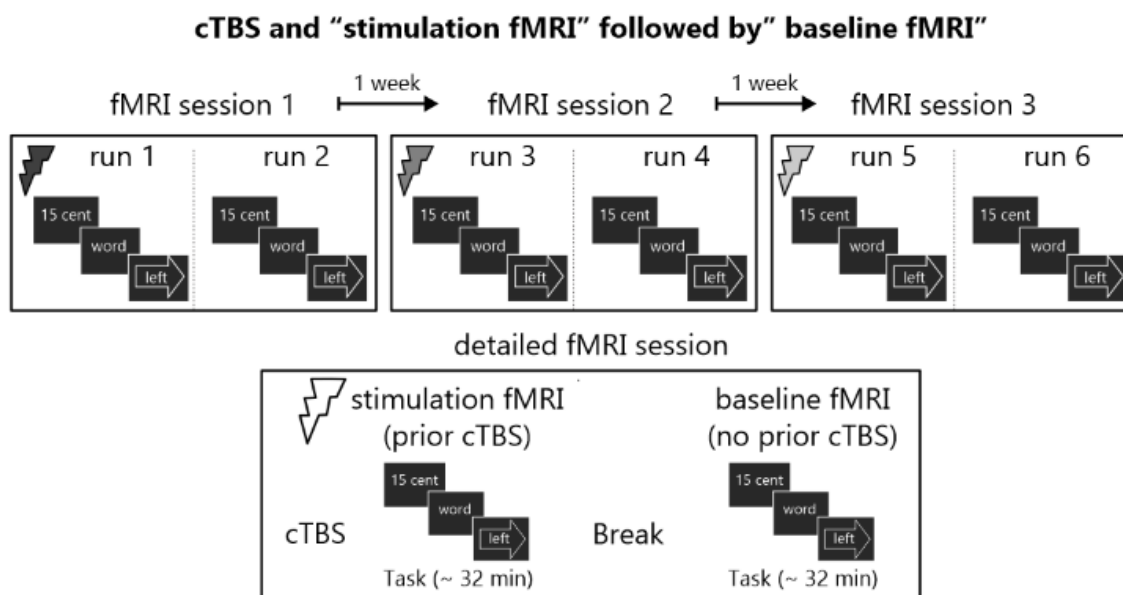 cTBS and “stimulation fMRI” followed by” baseline fMRI”
1 week 1 week
fMRI session 1 fMRI session 2 fMRI session 3
run 1 run 2 run 3 run 4 run 5 run 6
15 cent 15 cent 15 cent 15 cent 15 cent 15 cent
word word word word word word
left left left left left left
detailed fMRI session
stimulation fMRI baseline fMRI
(prior cTBS) (no prior cTBS)
15 cent 15 cent
word word
left left
cTBS Break
Task (~ 32 min) Task (~ 32 min)